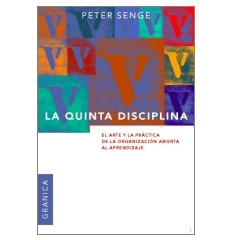 PETER SENGE
V V V V
V V V V
LA QUINTA DISCIPLINA
EL ARTE Y LA PRÁCTICA
DE LA ORGANIZACIÓN ABIERTA
AL APRENDIZAJE
GRANICA